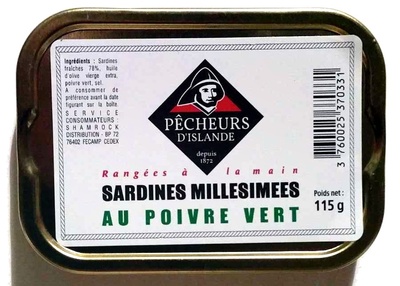 Ingrédients : Sardines
fraîches 78%, huile
d'olive vierge extra,
poivre vert, sel.
A consommer de
préférence avant la date
figurant sur la boîte.
SERVICE
CONSOMMATEURS :
SHAMROCK
DISTRIBUTION - BP 72
76402 FECAMP CEDEX
PÊCHEURS
D'ISLANDE
depuis
1872
Rangées à la main
SARDINES MILLESIMEES
AU POIVRE VERT
Poids net :
115 g
3 760025 370331